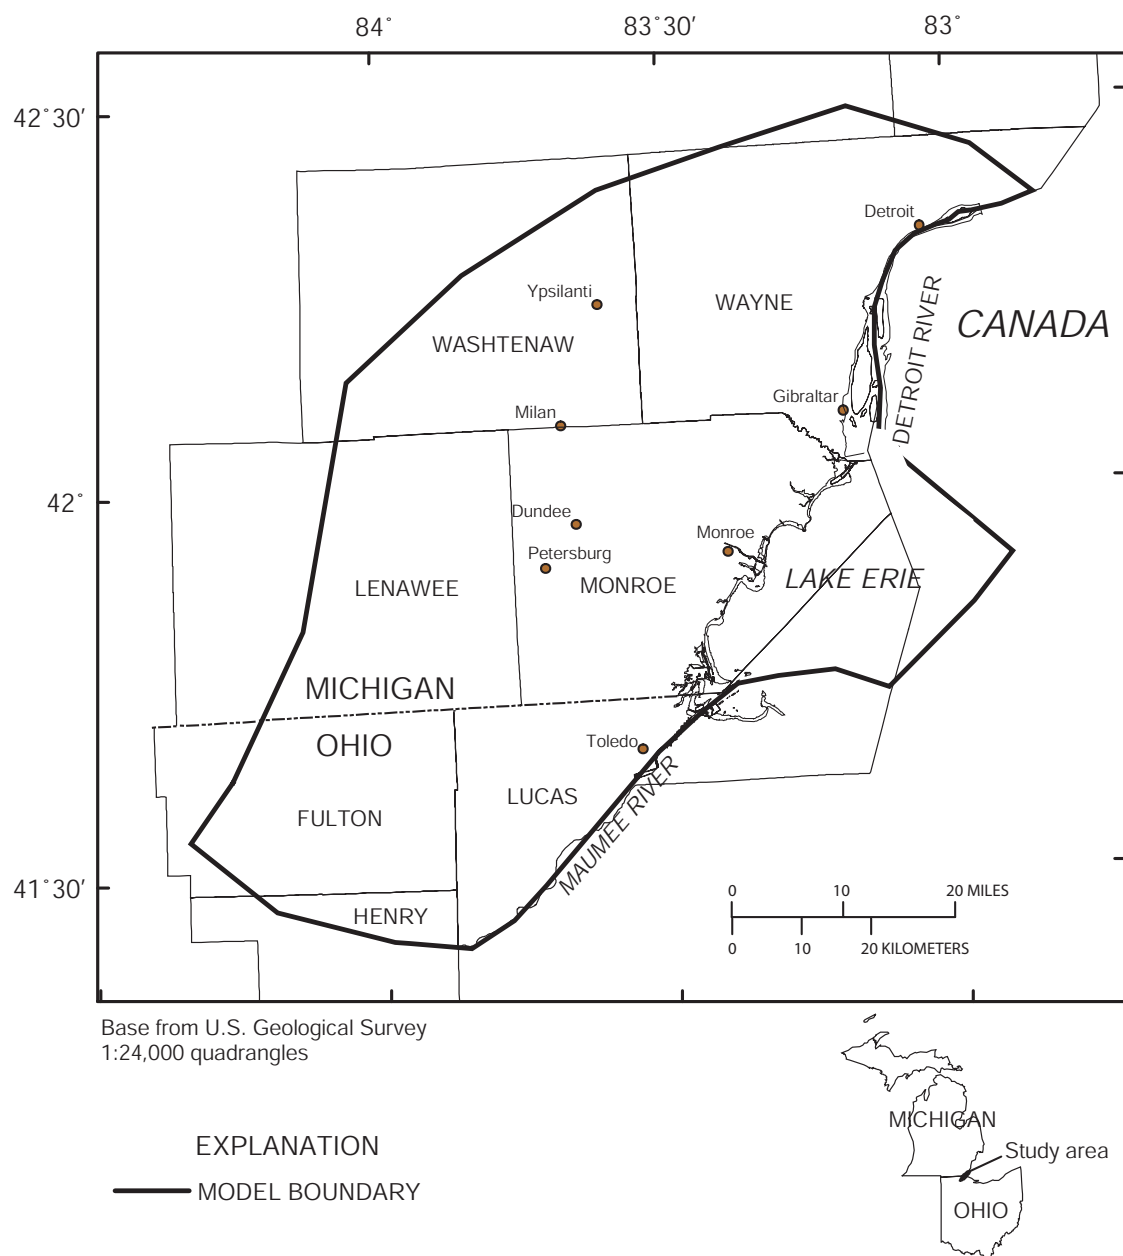 84°
83°30′
83°
42°30′
Detroit
Ypsilanti
WAYNE
CANADA
WASHTENAW
DETROIT RIVER
Gibraltar
Milan
42°
Dundee
Monroe
Petersburg
LAKE ERIE
LENAWEE
MONROE
MICHIGAN
OHIO
Toledo
MAUMEE RIVER
LUCAS
FULTON
41°30′
0 10 20 MILES
HENRY
0 10 20 KILOMETERS
Base from U.S. Geological Survey
1:24,000 quadrangles
MICHIGAN
EXPLANATION
Study area
MODEL BOUNDARY
OHIO